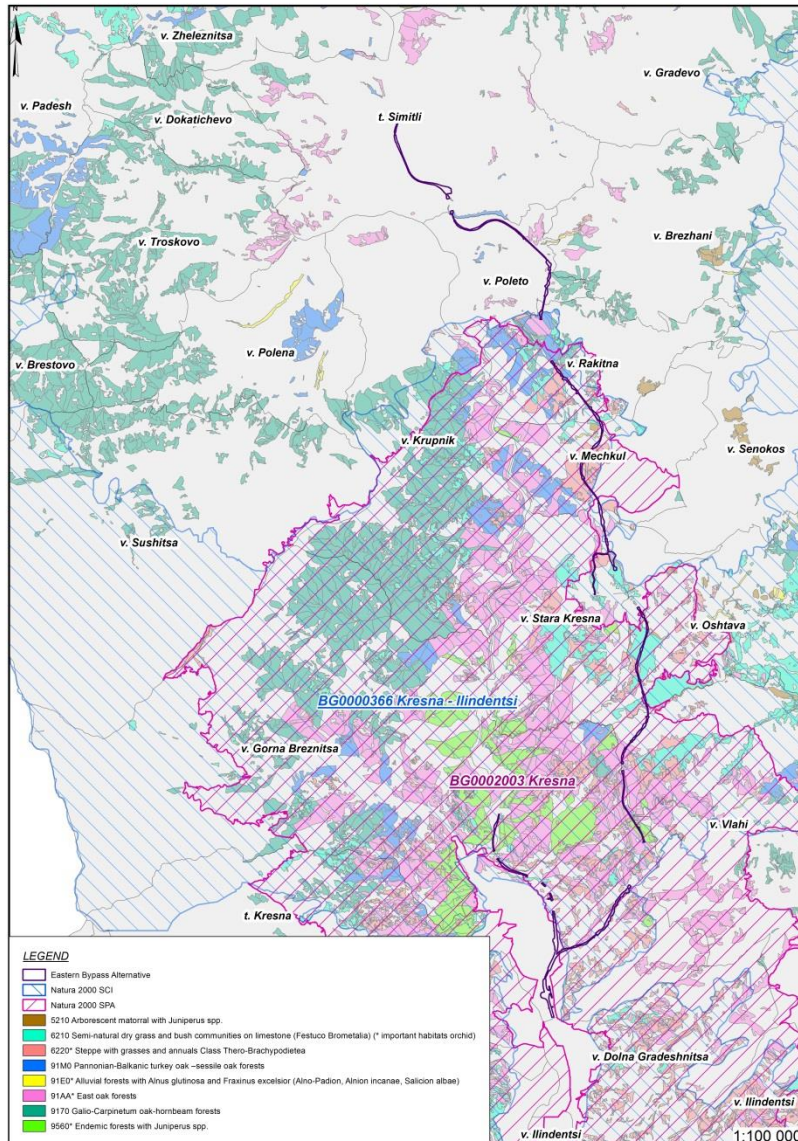 N
v. Zheleznitsa
v. Gradevo
v. Padesh
t. Simitli
v. Dokatichevo
v. Troskovo
v. Brezhani
v. Poleto
v. Polena
v. Brestovo
v. Rakitna
v. Krupnik
v. Mechkul
v. Senokos
v. Sushitsa
v. Stara Kresna
v. Oshtava
BG0000366 Kresna - Ilindentsi
v. Gorna Breznitsa
BG0002003 Kresna
v. Vlahi
t. Kresna
LEGEND
Eastern Bypass Alternative
Natura 2000 SCI
Natura 2000 SPA
5210 Arborescent matorral with Juniperus spp.
6210 Semi-natural dry grass and bush communities on limestone (Festuco Brometalia) (* important habitats orchid)
6220* Steppe with grasses and annuals Class Thero-Brachypodietea
91M0 Pannonian-Balkanic turkey oak –sessile oak forests
91E0* Alluvial forests with Alnus glutinosa and Fraxinus excelsior (Alno-Padion, Alnion incanae, Salicion albae)
91AA* East oak forests
9170 Galio-Carpinetum oak-hornbeam forests
9560* Endemic forests with Juniperus spp.
v. Dolna Gradeshnitsa
v. Ilindentsi
v. Ilindentsi
1:100 000